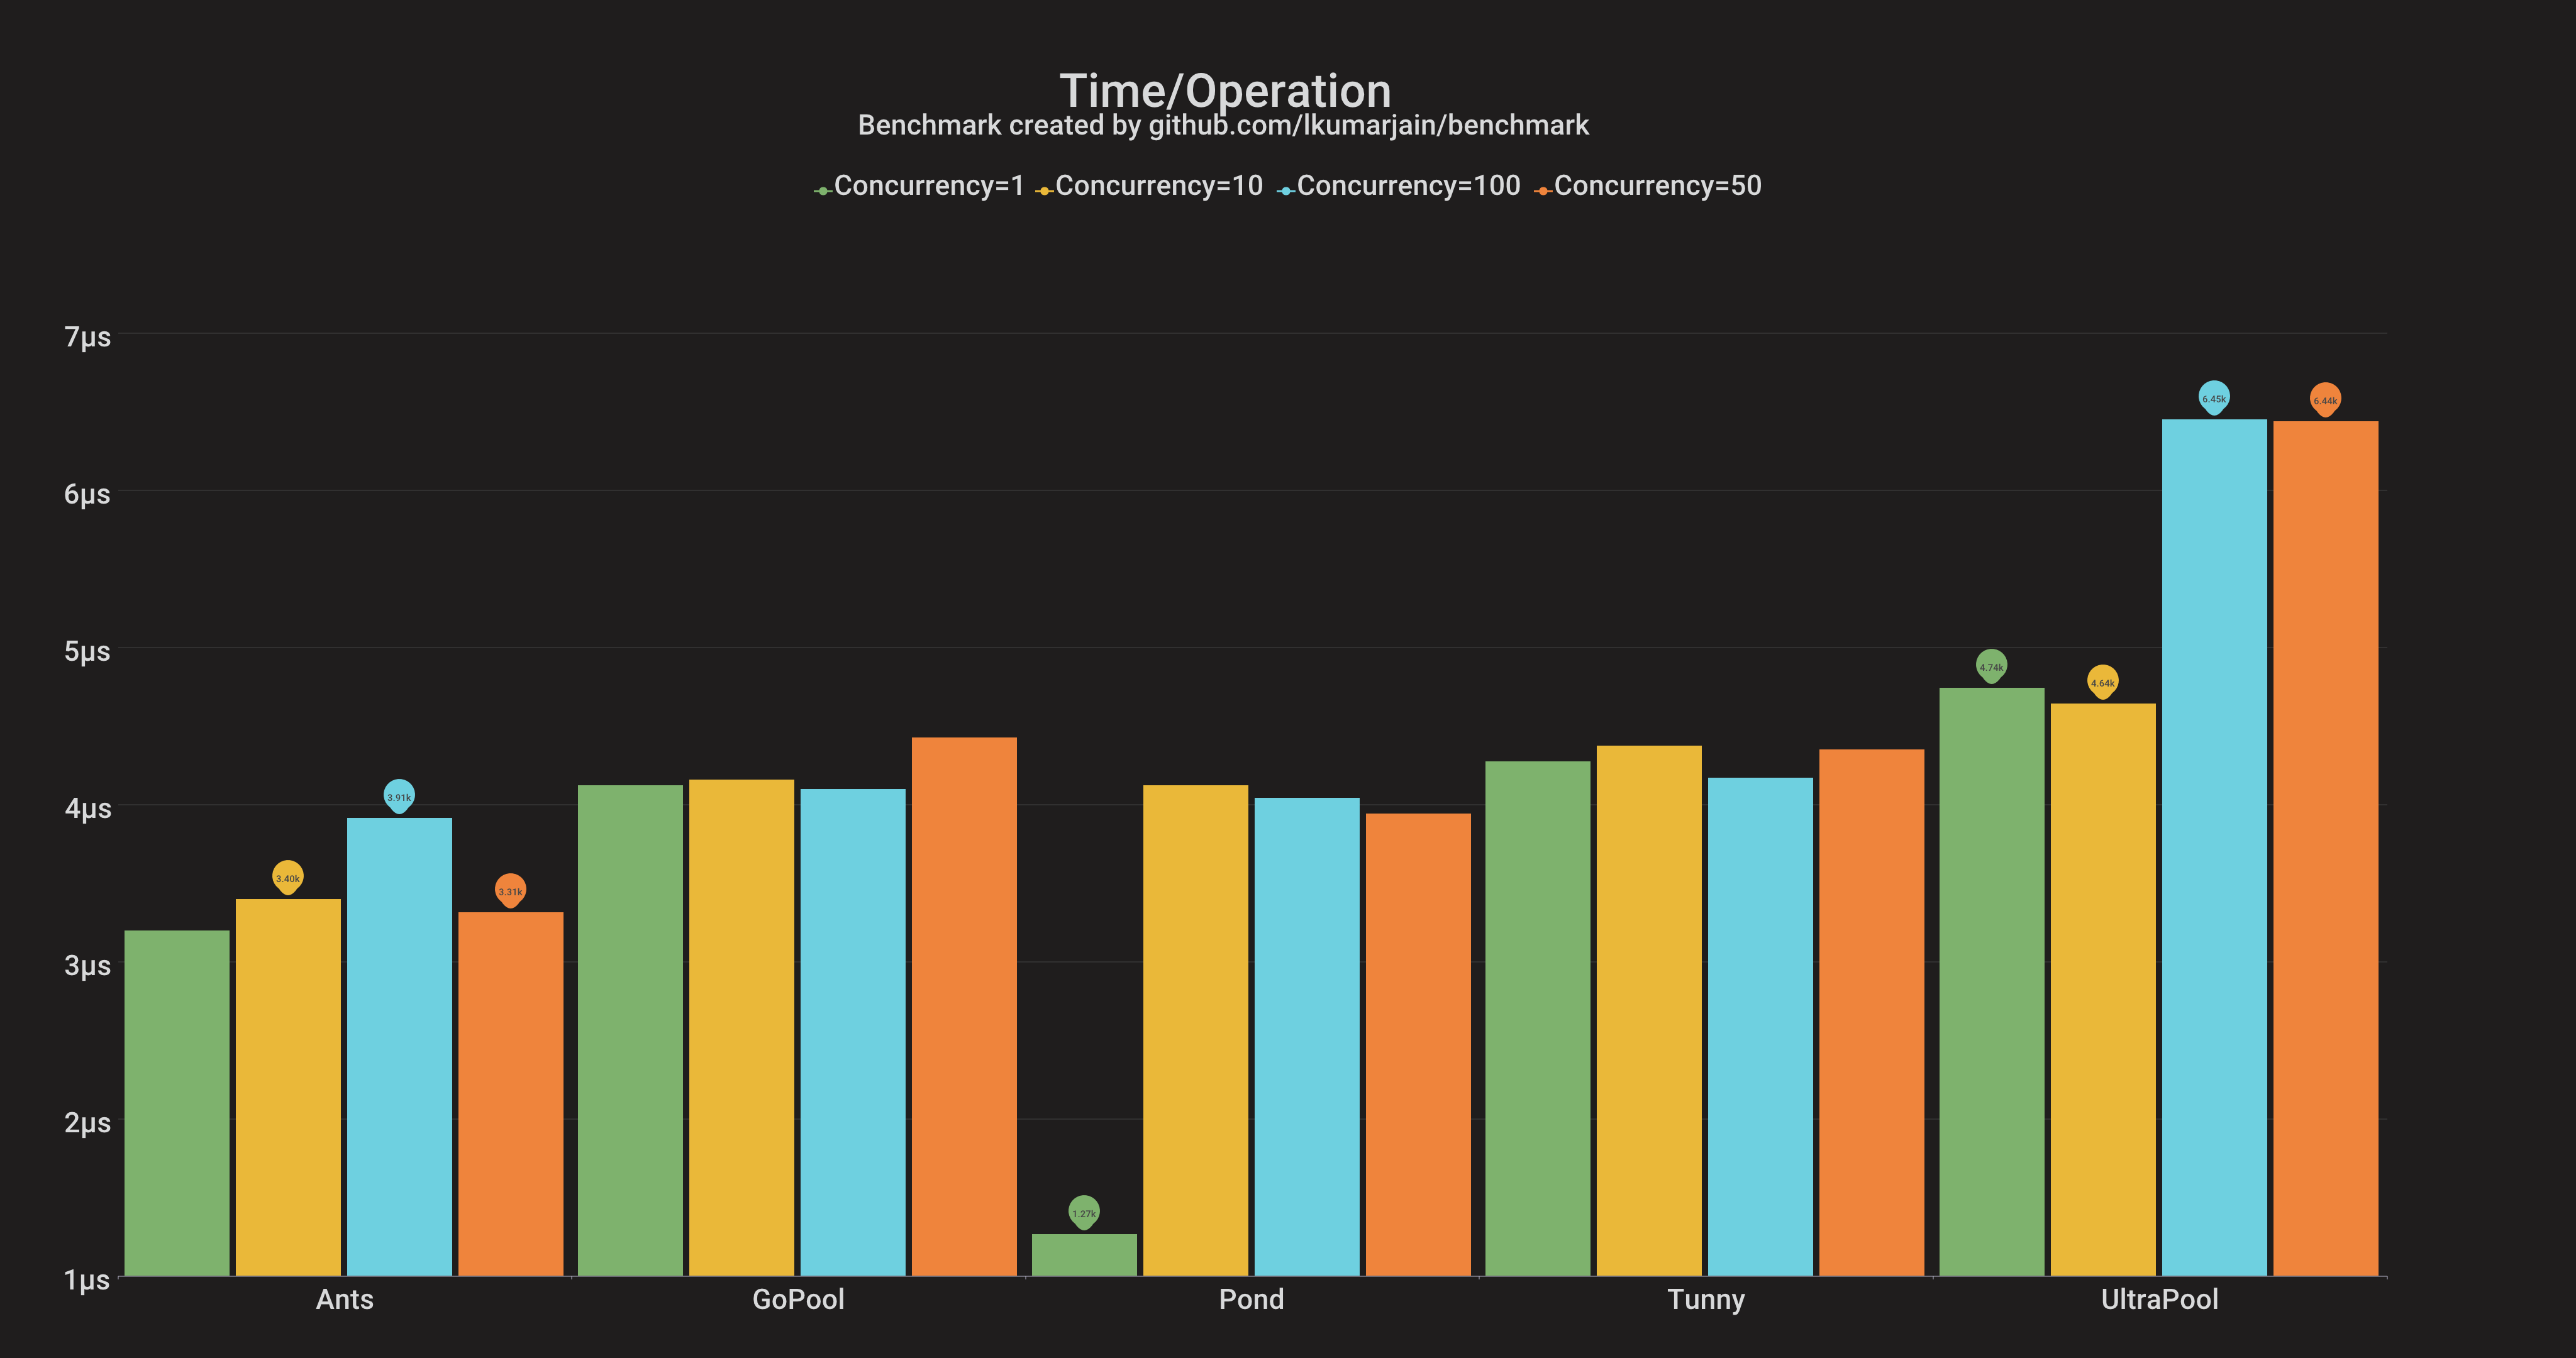 Time/Operation
Benchmark created by github.com/lkumarjain/benchmark
Concurrency=1 Concurrency=10 Concurrency=100 Concurrency=50
7μs
6.45k
6.44k
6μs
5μs
4.74k
4.64k
4μs
3.91k
3.40k
3.31k
3μs
2μs
1.27k
1μs
Ants GoPool Pond Tunny UltraPool